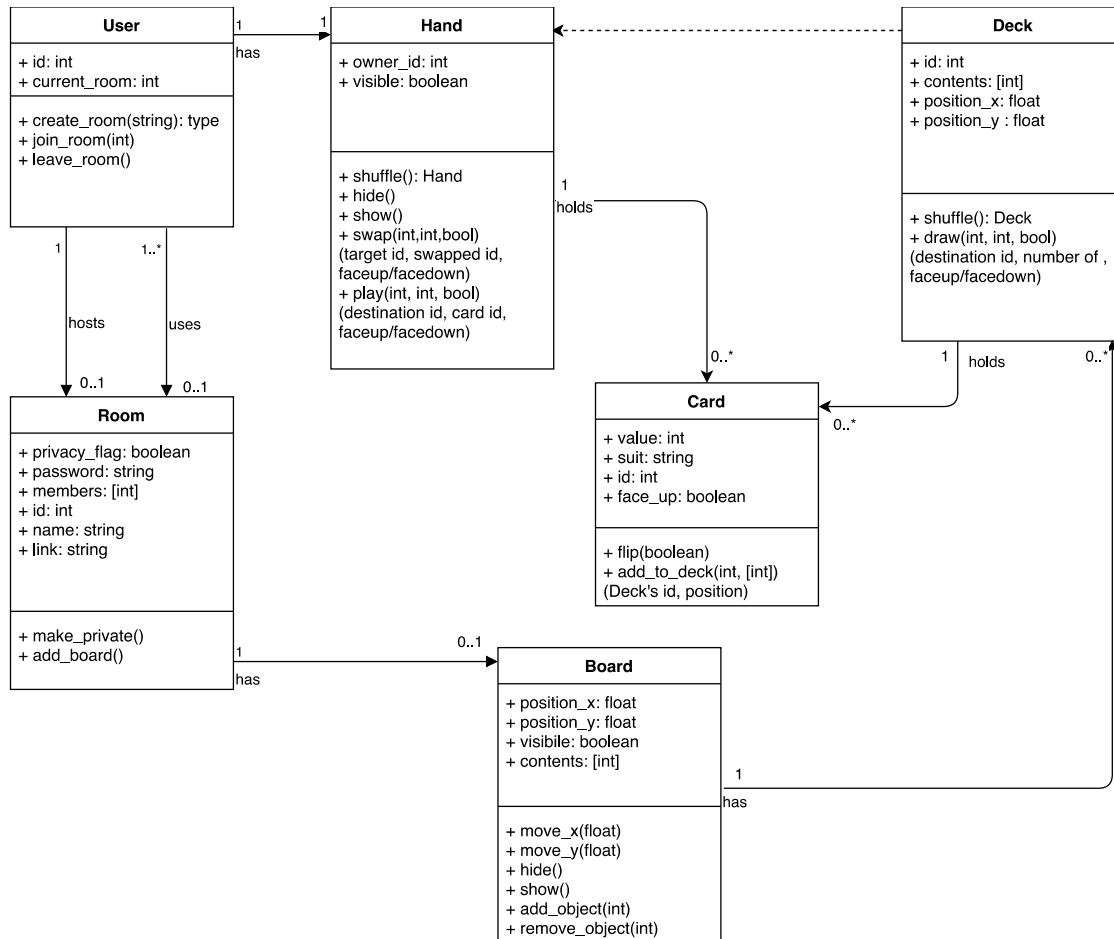 User
+ id: int
+ current_room: int
+ create_room(string): type
+ join_room(int)
+ leave_room()
1
has
1
Hand
+ owner_id: int
+ visible: boolean
+ shuffle(): Hand
+ hide()
+ show()
+ swap(int,int,bool)
(target id, swapped id,
faceup/facedown)
+ play(int, int, bool)
(destination id, card id,
faceup/facedown)
Deck
+ id: int
+ contents: [int]
+ position_x: float
+ position_y : float
+ shuffle(): Deck
+ draw(int, int, bool)
(destination id, number of ,
faceup/facedown)
1
holds
0..*
1
holds
0..*
0..*
1
hosts
0..1
1..*
uses
0..1
Room
+ privacy_flag: boolean
+ password: string
+ members: [int]
+ id: int
+ name: string
+ link: string
+ make_private()
+ add_board()
Card
+ value: int
+ suit: string
+ id: int
+ face_up: boolean
+ flip(boolean)
+ add_to_deck(int, [int])
(Deck's id, position)
1
has
0..1
Board
+ position_x: float
+ position_y: float
+ visibile: boolean
+ contents: [int]
+ move_x(float)
+ move_y(float)
+ hide()
+ show()
+ add_object(int)
+ remove_object(int)
1
has